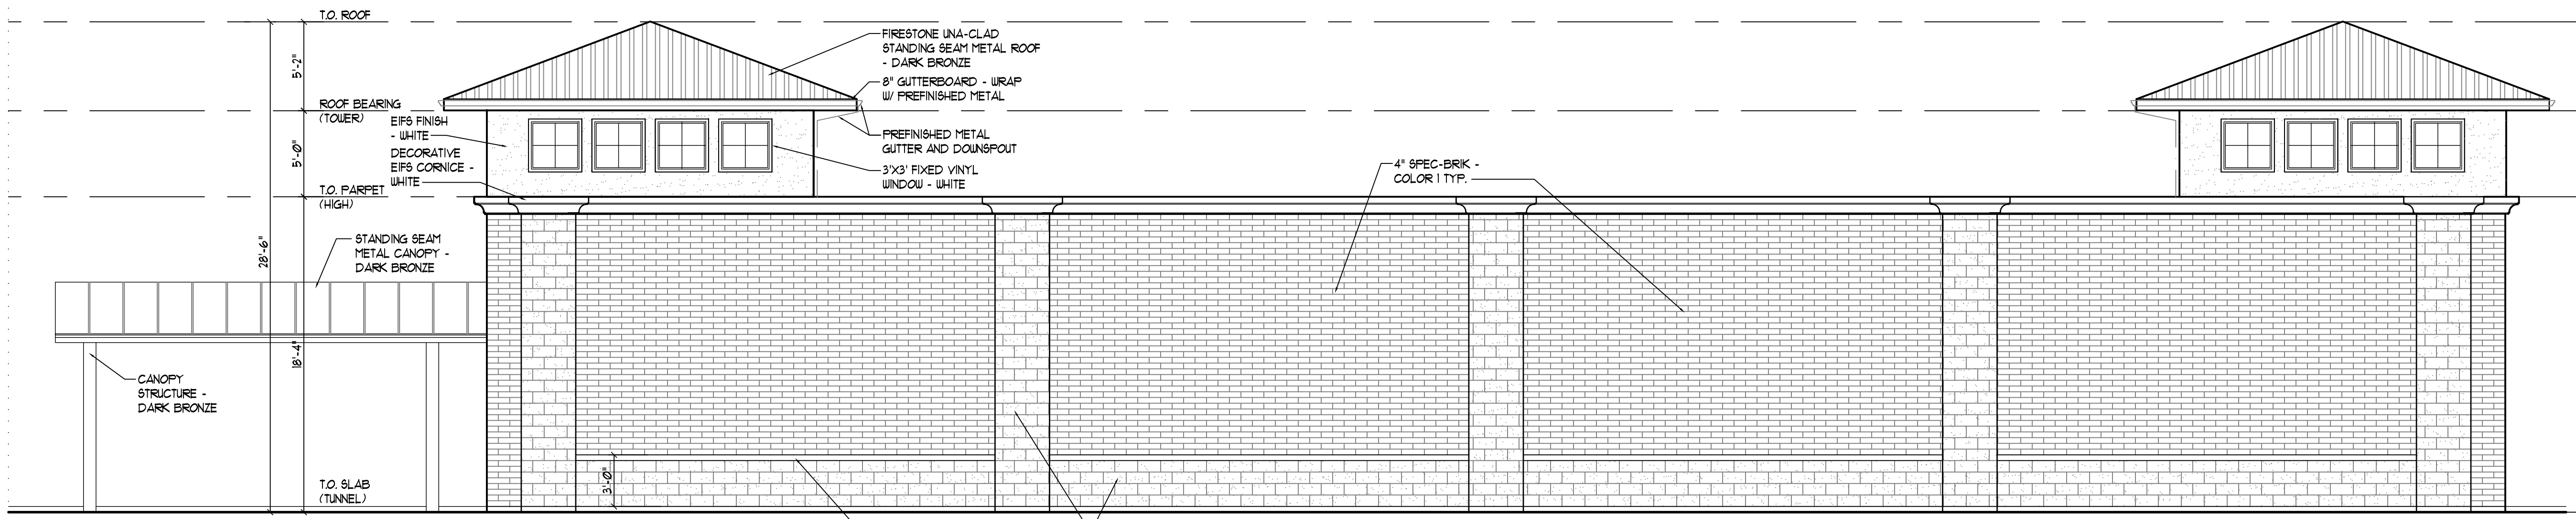 T.O. ROOF
5'-2"
ROOF BEARING
(TOWER)
5'-0"
T.O. PARPET
(HIGH)
28'-6"
18'-4"
T.O. SLAB
(TUNNEL)
EIFS FINISH
- WHITE
DECORATIVE
EIFS CORNICE -
WHITE
STANDING SEAM
METAL CANOPY -
DARK BRONZE
CANOPY
STRUCTURE -
DARK BRONZE
FIRESTONE UNA-CLAD
STANDING SEAM METAL ROOF
- DARK BRONZE
8" GUTTERBOARD - WRAP
W/ PREFINISHED METAL
PREFINISHED METAL
GUTTER AND DOWNSPOUT
3'X3' FIXED VINYL
WINDOW - WHITE
4" SPEC-BRIK -
COLOR 1 TYP.
3'-0"